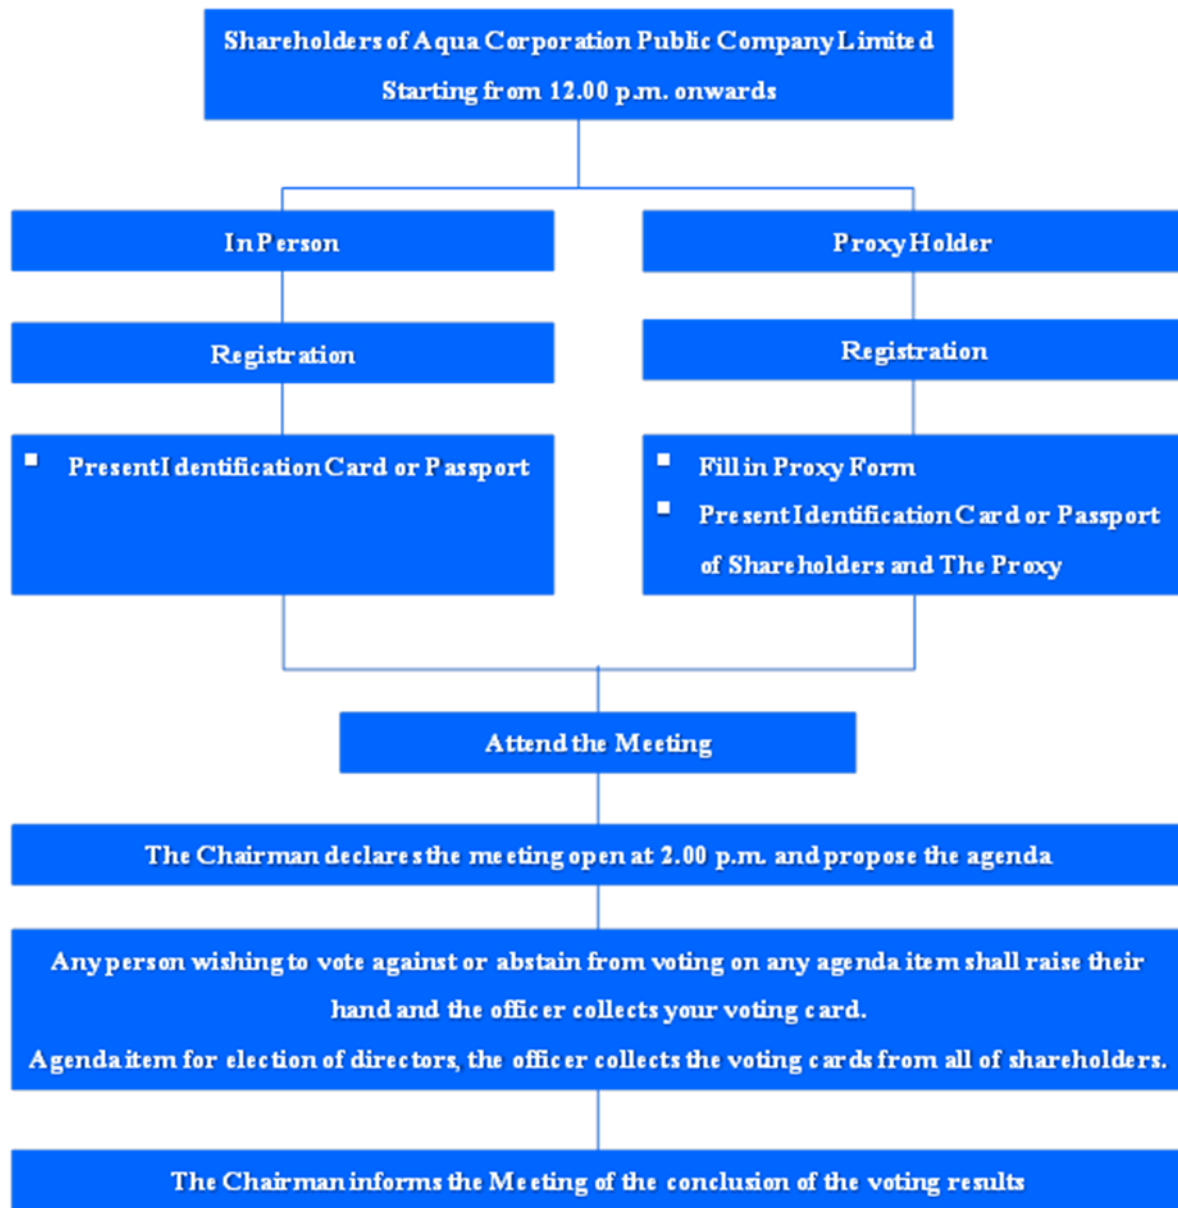 Shareholders of Aqua Corporation Public Company Limited
Starting from 12.00 p.m. onwards
In Person
Proxy Holder
Registration
Registration
Present Identification Card or Passport
Fill in Proxy Form
Present Identification Card or Passport
of Shareholders and The Proxy
Attend the Meeting
The Chairman declares the meeting open at 2.00 p.m. and propose the agenda
Any person wishing to vote against or abstain from voting on any agenda item shall raise their
hand and the officer collects your voting card.
Agenda item for election of directors, the officer collects the voting cards from all of shareholders.
The Chairman informs the Meeting of the conclusion of the voting results